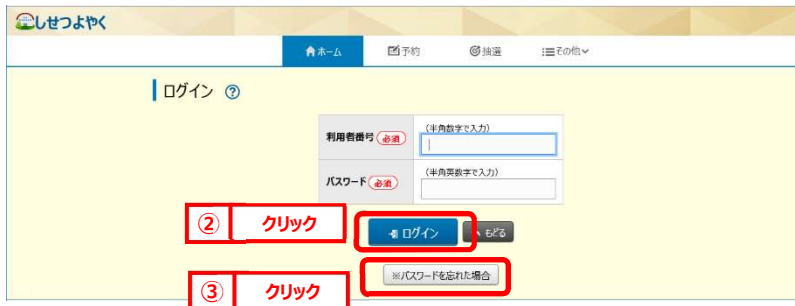 しせつよやく
ホーム 予約 抽選 その他
ログイン ?
利用者番号 必須 (半角数字で入力)
パスワード 必須 (半角英数字で入力)
② クリック
ログイン もどる
※パスワードを忘れた場合
③ クリック